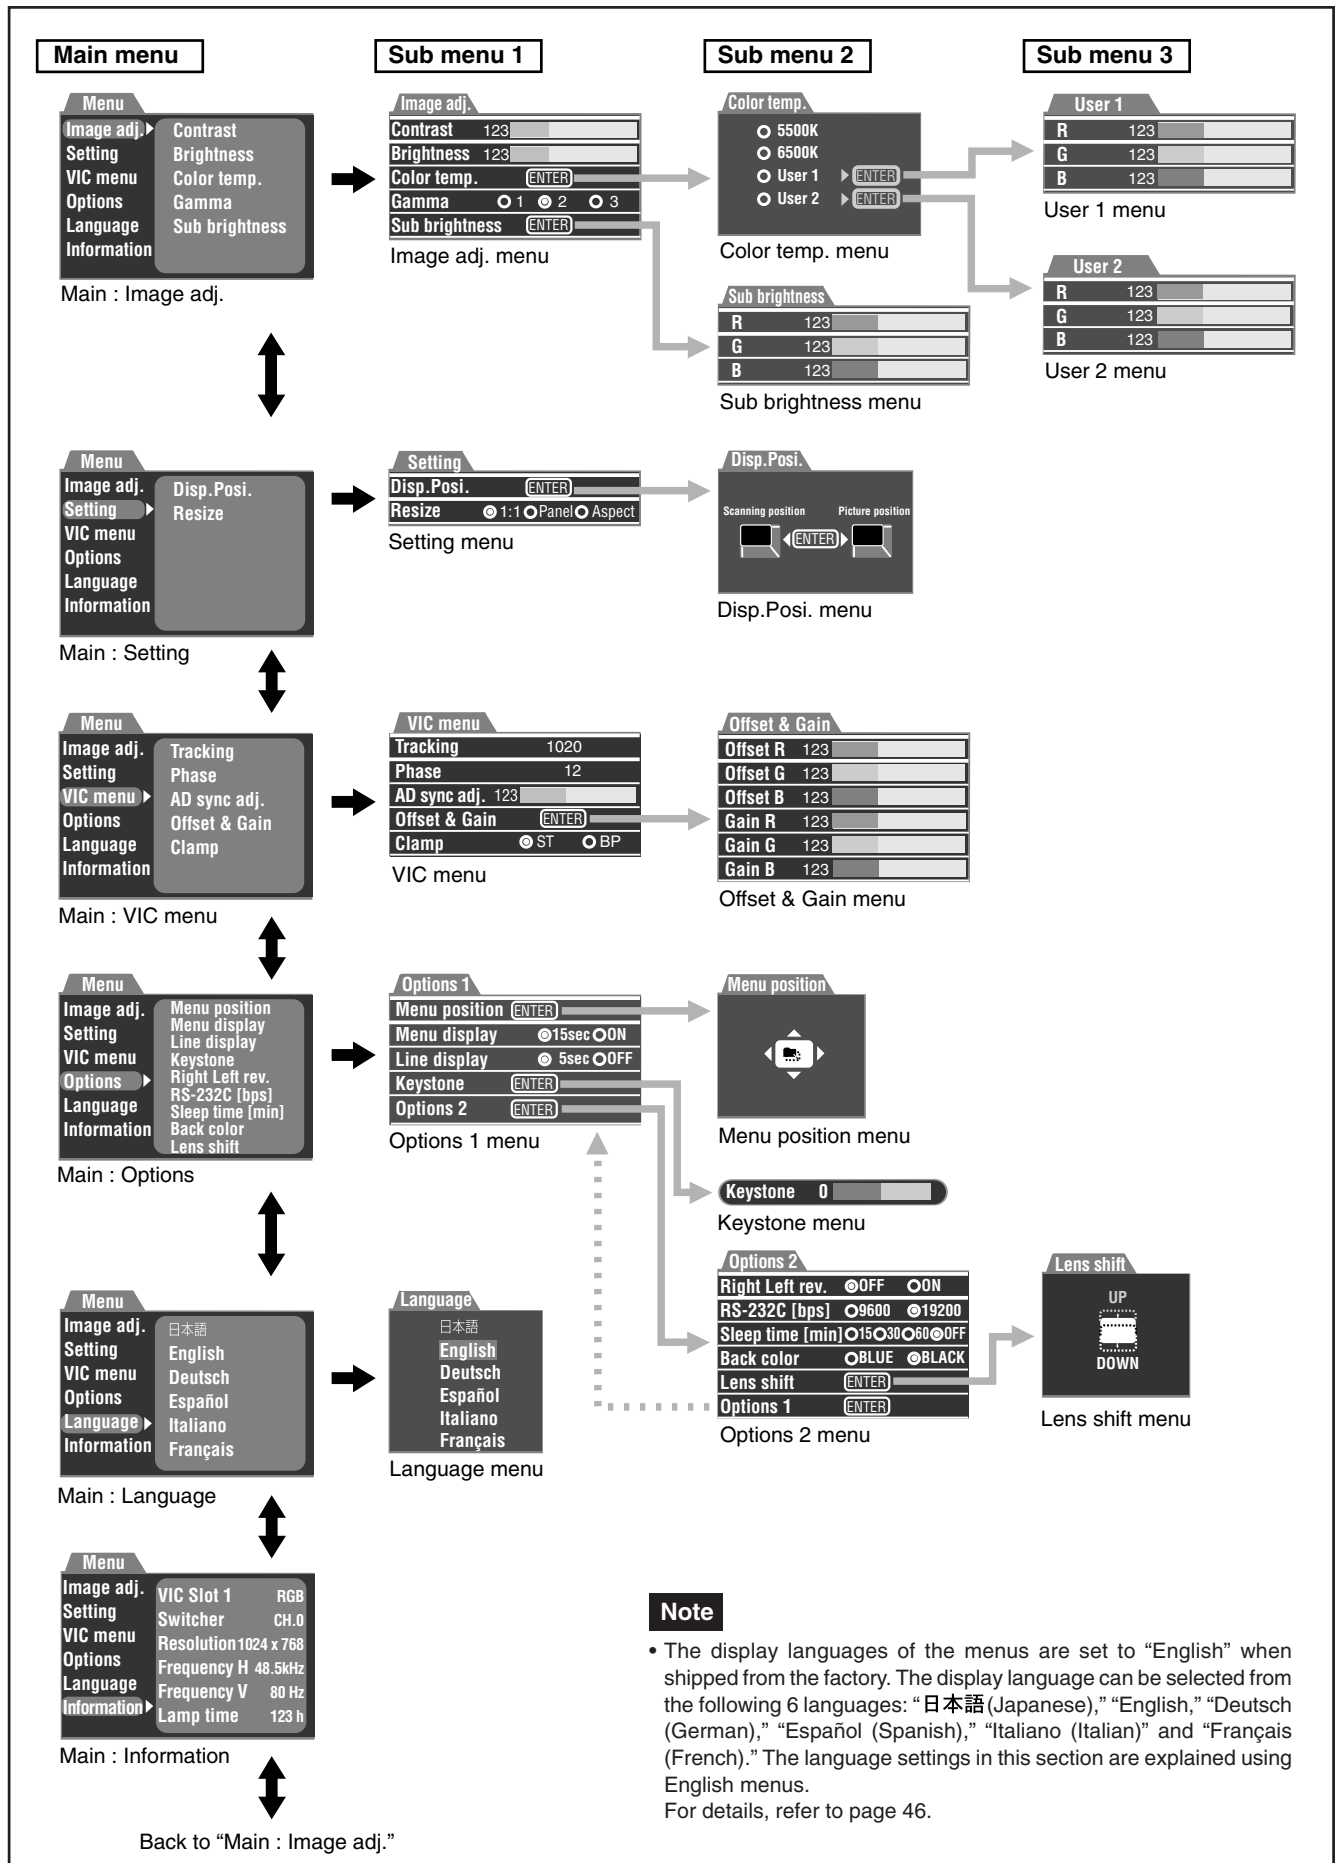 Main menu
Sub menu 1
Sub menu 2
Sub menu 3
Menu
Image adj.
Setting
VIC menu
Options
Language
Information
Contrast
Brightness
Color temp.
Gamma
Sub brightness
Main : Image adj.
Image adj.
Contrast 123
Brightness 123
Color temp. ENTER
Gamma 1 2 3
Sub brightness ENTER
Image adj. menu
Color temp.
5500K
6500K
User 1 ENTER
User 2 ENTER
Color temp. menu
Sub brightness
R 123
G 123
B 123
Sub brightness menu
User 1
R 123
G 123
B 123
User 1 menu
User 2
R 123
G 123
B 123
User 2 menu
Menu
Image adj.
Setting
VIC menu
Options
Language
Information
Disp.Posi.
Resize
Main : Setting
Setting
Disp.Posi. ENTER
Resize 1:1 Panel Aspect
Setting menu
Disp.Posi.
Scanning position Picture position
ENTER
Disp.Posi. menu
Menu
Image adj.
Setting
VIC menu
Options
Language
Information
Tracking
Phase
AD sync adj.
Offset & Gain
Clamp
Main : VIC menu
VIC menu
Tracking 1020
Phase 12
AD sync adj. 123
Offset & Gain ENTER
Clamp ST BP
VIC menu
Offset & Gain
Offset R 123
Offset G 123
Offset B 123
Gain R 123
Gain G 123
Gain B 123
Offset & Gain menu
Menu
Image adj.
Setting
VIC menu
Options
Language
Information
Menu position
Menu display
Line display
Keystone
Right Left rev.
RS-232C [bps]
Sleep time [min]
Back color
Lens shift
Main : Options
Options 1
Menu position ENTER
Menu display 15sec ON
Line display 5sec OFF
Keystone ENTER
Options 2 ENTER
Options 1 menu
Menu position
Menu position menu
Keystone 0
Keystone menu
Options 2
Right Left rev. OFF ON
RS-232C [bps] 9600 19200
Sleep time [min] 15 30 60 OFF
Back color BLUE BLACK
Lens shift ENTER
Options 1 ENTER
Options 2 menu
Lens shift
UP
DOWN
Lens shift menu
Menu
Image adj.
Setting
VIC menu
Options
Language
Information
日本語
English
Deutsch
Español
Italiano
Français
Main : Language
Language
日本語
English
Deutsch
Español
Italiano
Français
Language menu
Menu
Image adj.
Setting
VIC menu
Options
Language
Information
VIC Slot 1 RGB
Switcher CH.0
Resolution 1024 x 768
Frequency H 48.5kHz
Frequency V 80 Hz
Lamp time 123 h
Main : Information
Back to “Main : Image adj.”
Note
• The display languages of the menus are set to “English” when
shipped from the factory. The display language can be selected from
the following 6 languages: “日本語(Japanese),” “English,” “Deutsch
(German),” “Español (Spanish),” “Italiano (Italian)” and “Français
(French).” The language settings in this section are explained using
English menus.
For details, refer to page 46.